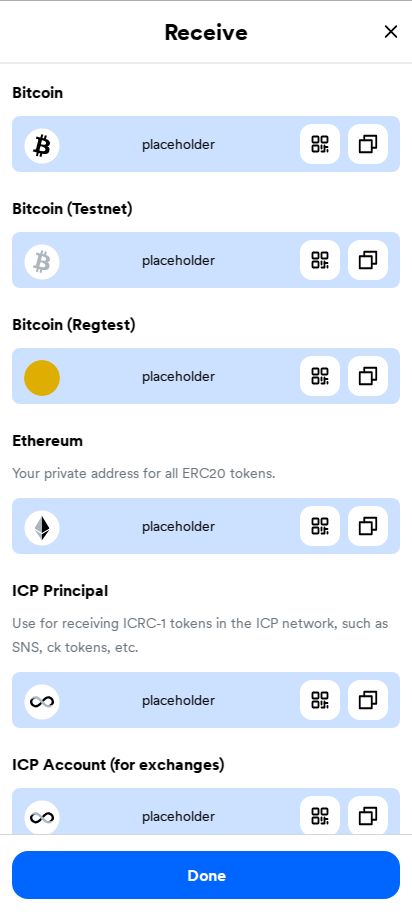 Receive
Bitcoin
placeholder
Bitcoin (Testnet)
placeholder
Bitcoin (Regtest)
placeholder
Ethereum
Your private address for all ERC20 tokens.
placeholder
ICP Principal
Use for receiving ICRC-1 tokens in the ICP network, such as
SNS, ck tokens, etc.
placeholder
ICP Account (for exchanges)
placeholder
Done